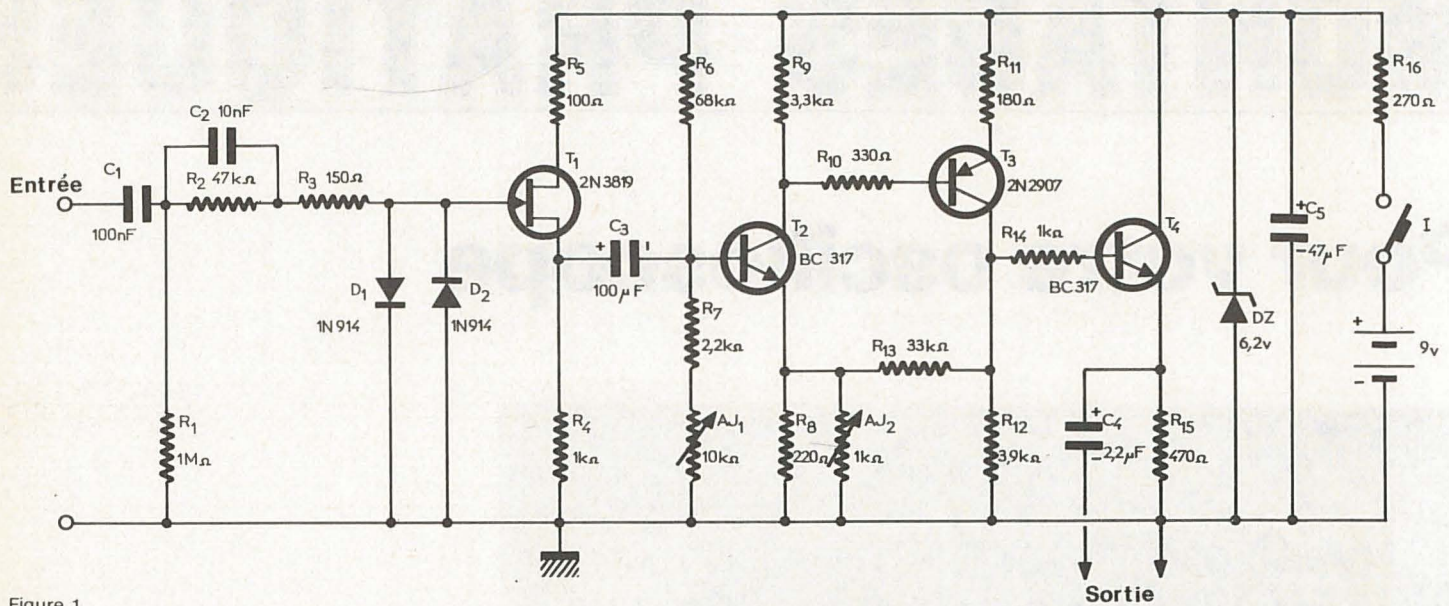 Entrée
C1
100nF
C2 10nF
R2 47kΩ
R3 150Ω
R1
1MΩ
D1
1N914
D2
1N914
R5
100Ω
T1
2N3819
C3
+
-
100µF
R4
1kΩ
R6
68kΩ
R7
2,2kΩ
AJ1
10kΩ
R9
3,3kΩ
T2
BC 317
R8
220Ω
AJ2
1kΩ
R10 330Ω
R13 33kΩ
R11
180Ω
T3
2N2907
R14 1kΩ
R12
3,9kΩ
T4
BC317
+
C4
-2,2µF
R15
470Ω
Sortie
DZ
6,2v
+C5
-47µF
R16
270Ω
I
+
9v
-
Figure 1